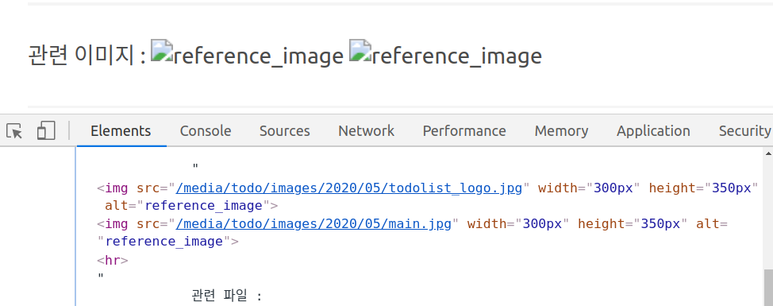 관련 이미지 : reference_image reference_image
Elements Console Sources Network Performance Memory Application Security
"
<img src="/media/todo/images/2020/05/todolist_logo.jpg" width="300px" height="350px"
alt="reference_image">
<img src="/media/todo/images/2020/05/main.jpg" width="300px" height="350px" alt=
"reference_image">
<hr>
"
관련 파일 :